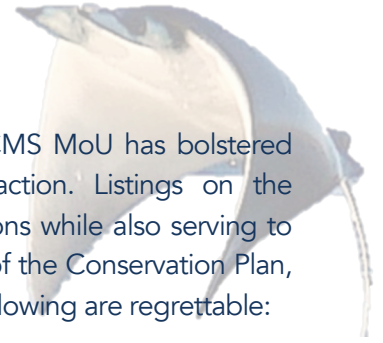 CMS MoU has bolstered
action. Listings on the
ons while also serving to
of the Conservation Plan,
lowing are regrettable: